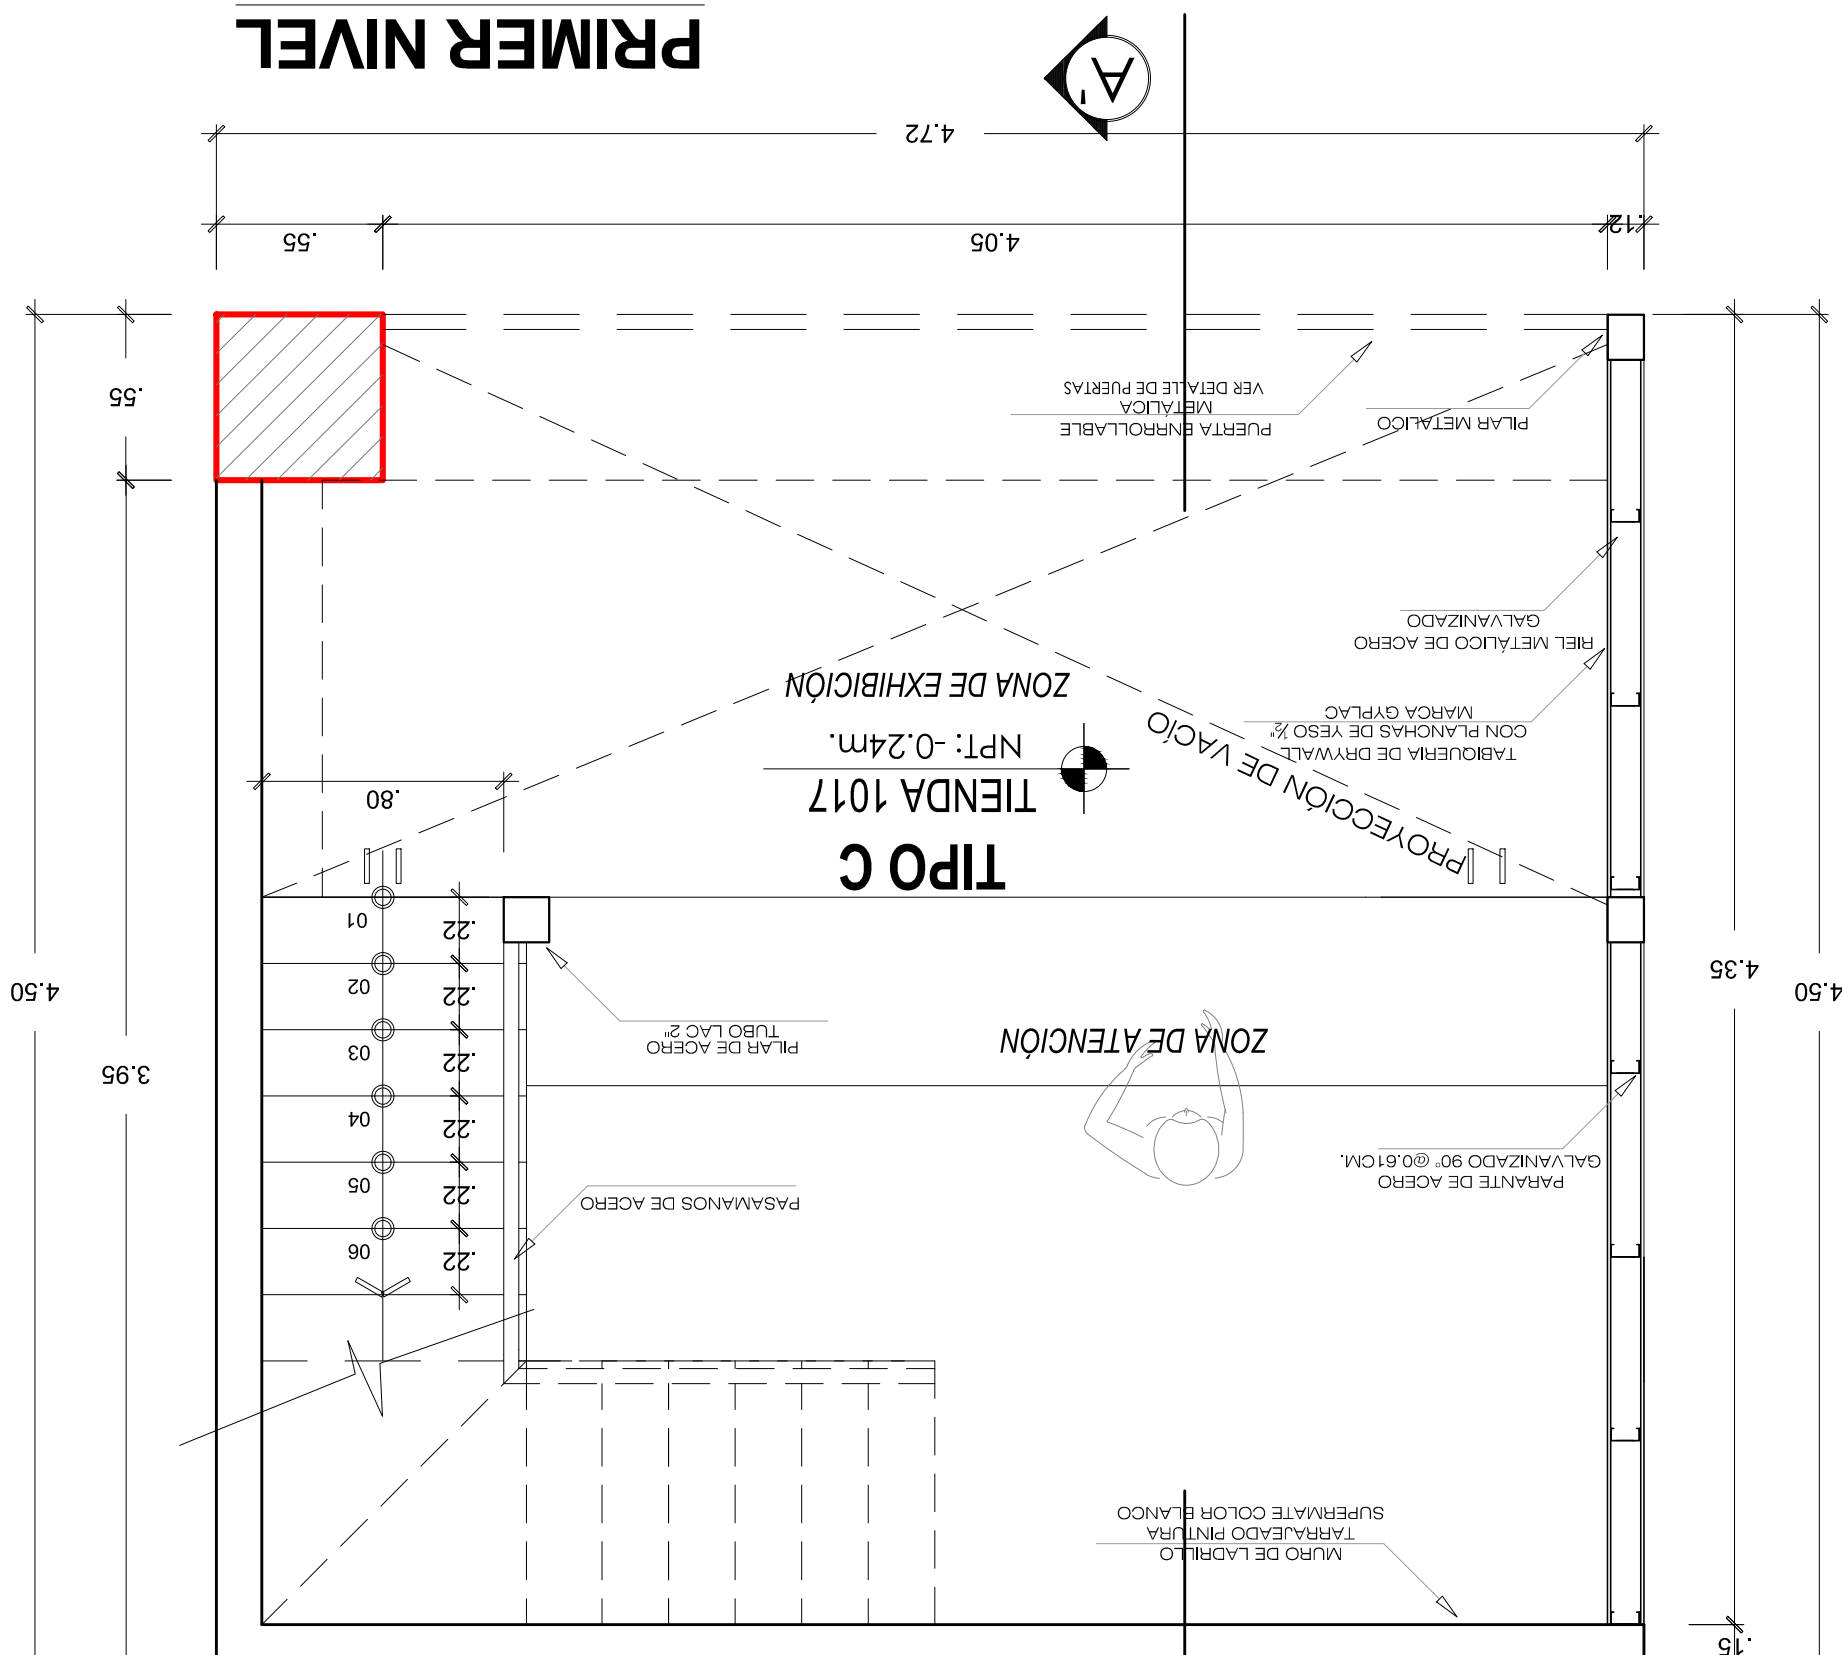 .15
MURO DE LADRILLO
TARRAJEADO PINTURA
SUPERMATE COLOR BLANCO
.22
06
PARANTE DE ACERO
GALVANIZADO 90° @0.61CM.
PASAMANOS DE ACERO
.22
05
.22
04
3.95
ZONA DE ATENCIÓN
PILAR DE ACERO
TUBO LAC 2"
.22
03
4.50
4.35
.22
02
4.50
.22
01
TIPO C
TIENDA 1017
NPT: -0.24m.
ZONA DE EXHIBICIÓN
PROYECCIÓN DE VACÍO
.80
TABIQUERIA DE DRYWALL
CON PLANCHAS DE YESO ½"
MARCA GYPLAC
RIEL METÁLICO DE ACERO
GALVANIZADO
PILAR METALICO
PUERTA ENRROLLABLE
METÁLICA
VER DETALLE DE PUERTAS
.55
.12
4.05
.55
4.72
A'
PRIMER NIVEL